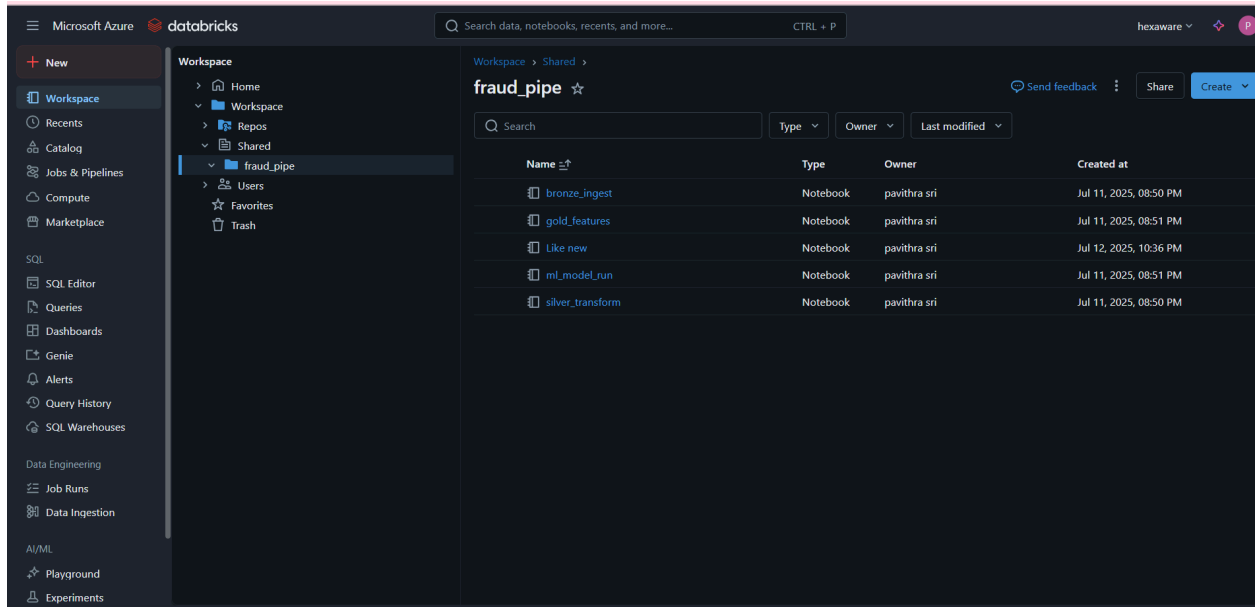 Microsoft Azure databricks
Search data, notebooks, recents, and more... CTRL + P
hexaware
P
New
Workspace
Recents
Catalog
Jobs & Pipelines
Compute
Marketplace
SQL
SQL Editor
Queries
Dashboards
Genie
Alerts
Query History
SQL Warehouses
Data Engineering
Job Runs
Data Ingestion
AI/ML
Playground
Experiments
Workspace
Home
Workspace
Repos
Shared
fraud_pipe
Users
Favorites
Trash
Workspace > Shared >
fraud_pipe
Send feedback Share Create
Search Type Owner Last modified
Name Type Owner Created at
bronze_ingest Notebook pavithra sri Jul 11, 2025, 08:50 PM
gold_features Notebook pavithra sri Jul 11, 2025, 08:51 PM
Like new Notebook pavithra sri Jul 12, 2025, 10:36 PM
ml_model_run Notebook pavithra sri Jul 11, 2025, 08:51 PM
silver_transform Notebook pavithra sri Jul 11, 2025, 08:50 PM